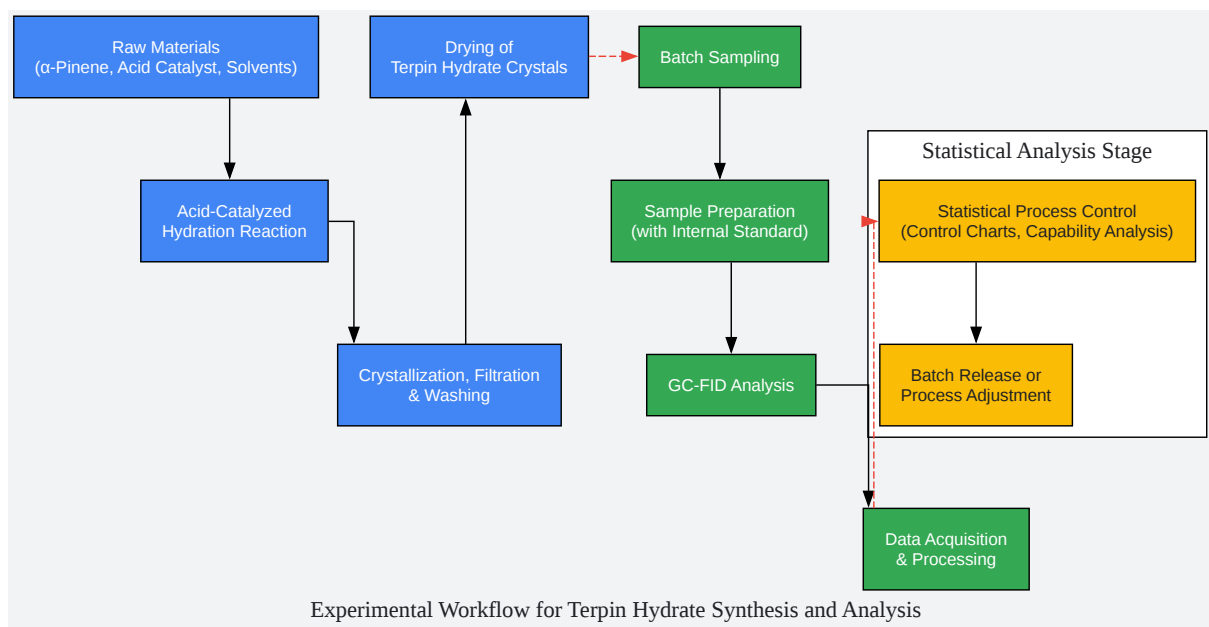 Raw Materials
(α-Pinene, Acid Catalyst, Solvents)
Acid-Catalyzed
Hydration Reaction
Crystallization, Filtration
& Washing
Drying of
Terpin Hydrate Crystals
Batch Sampling
Sample Preparation
(with Internal Standard)
GC-FID Analysis
Data Acquisition
& Processing
Statistical Analysis Stage
Statistical Process Control
(Control Charts, Capability Analysis)
Batch Release or
Process Adjustment
Experimental Workflow for Terpin Hydrate Synthesis and Analysis